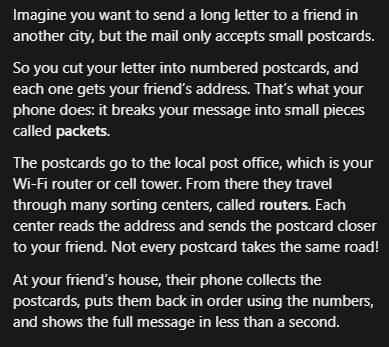 Imagine you want to send a long letter to a friend in
another city, but the mail only accepts small postcards.
So you cut your letter into numbered postcards, and
each one gets your friend’s address. That’s what your
phone does: it breaks your message into small pieces
called packets.
The postcards go to the local post office, which is your
Wi-Fi router or cell tower. From there they travel
through many sorting centers, called routers. Each
center reads the address and sends the postcard closer
to your friend. Not every postcard takes the same road!
At your friend’s house, their phone collects the
postcards, puts them back in order using the numbers,
and shows the full message in less than a second.